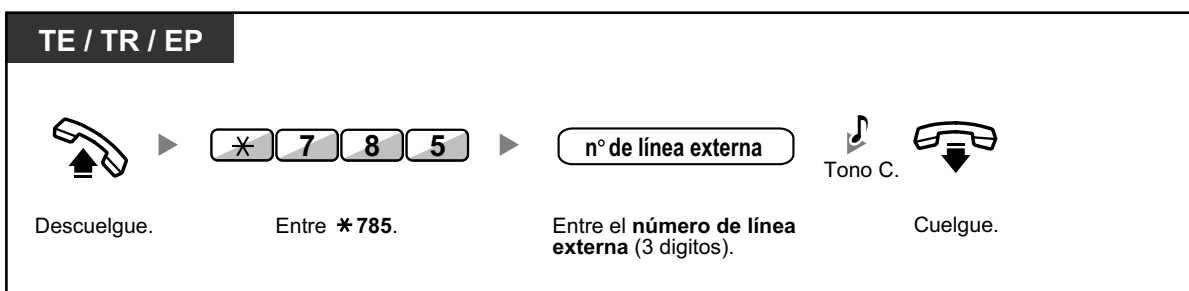 TE / TR / EP
* 7 8 5
n° de línea externa
Tono C.
Descuelgue.
Entre *785.
Entre el número de línea
externa (3 digitos).
Cuelgue.